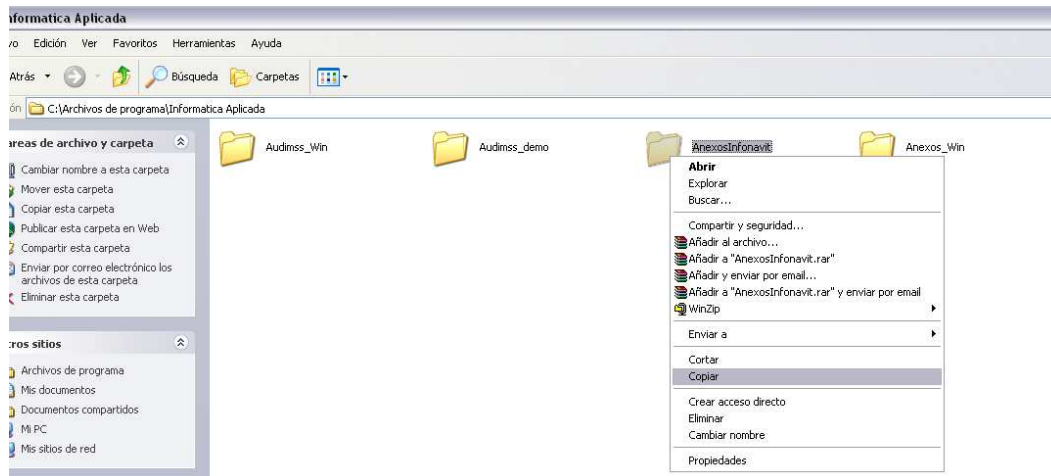 nformatica Aplicada
vo Edición Ver Favoritos Herramientas Ayuda
Atrás Búsqueda Carpetas
ón C:\Archivos de programa\Informatica Aplicada
areas de archivo y carpeta
Cambiar nombre a esta carpeta
Mover esta carpeta
Copiar esta carpeta
Publicar esta carpeta en Web
Compartir esta carpeta
Enviar por correo electrónico los
archivos de esta carpeta
Eliminar esta carpeta
tros sitios
Archivos de programa
Mis documentos
Documentos compartidos
Mi PC
Mis sitios de red
Audimss_Win Audimss_demo AnexosInfonavit Anexos_Win
Abrir
Explorar
Buscar...
Compartir y seguridad...
Añadir al archivo...
Añadir a "AnexosInfonavit.rar"
Añadir y enviar por email...
Añadir a "AnexosInfonavit.rar" y enviar por email
WinZip
Enviar a
Cortar
Copiar
Crear acceso directo
Eliminar
Cambiar nombre
Propiedades